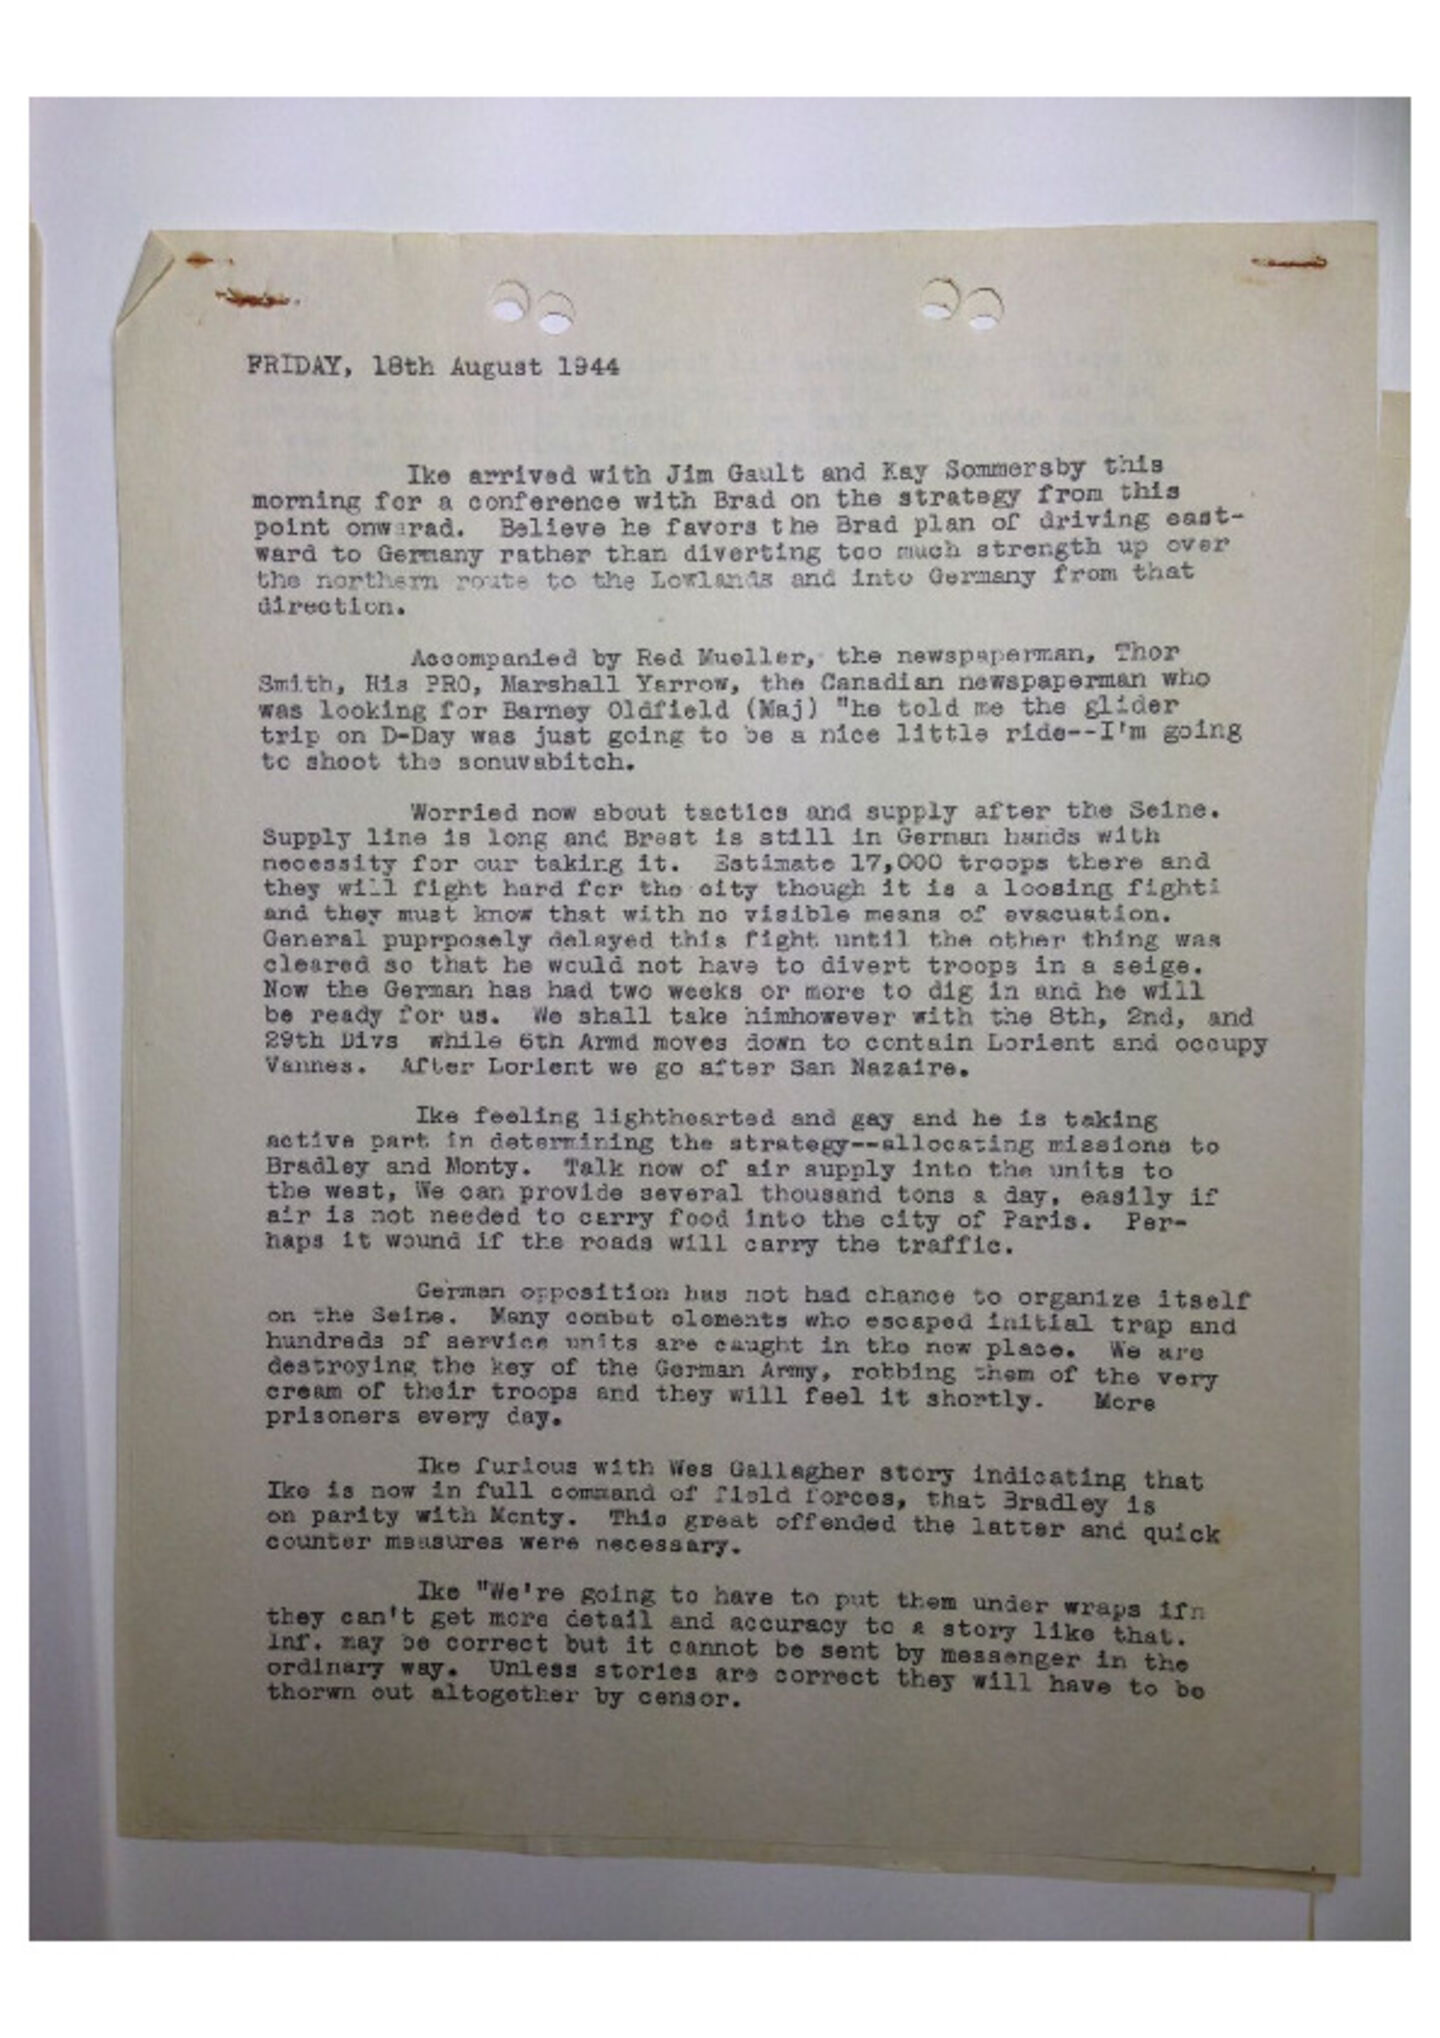 FRIDAY, 18th August 1944
Ike arrived with Jim Gault and Kay Sommersby this
morning for a conference with Brad on the strategy from this
point onwarad. Believe he favors the Brad plan of driving east-
ward to Germany rather than diverting too much strength up over
the northern route to the Lowlands and into Germany from that
direction.
Accompanied by Red Mueller, the newspaperman, Thor
Smith, His PRO, Marshall Yarrow, the Canadian newspaperman who
was looking for Barney Oldfield (Maj) "he told me the glider
trip on D-Day was just going to be a nice little ride--I'm going
to shoot the sonuvabitch.
Worried now about tactics and supply after the Seine.
Supply line is long and Brest is still in German hands with
necessity for our taking it. Estimate 17,000 troops there and
they will fight hard for the city though it is a loosing fight
and they must know that with no visible means of evacuation.
General puprposely delayed this fight until the other thing was
cleared so that he would not have to divert troops in a seige.
Now the German has had two weeks or more to dig in and he will
be ready for us. We shall take himhowever with the 8th, 2nd, and
29th Divs while 6th Armd moves down to contain Lorient and occupy
Vannes. After Lorient we go after San Nazaire.
Ike feeling lighthearted and gay and he is taking
active part in determining the strategy--allocating missions to
Bradley and Monty. Talk now of air supply into the units to
the west, We can provide several thousand tons a day, easily if
air is not needed to carry food into the city of Paris. Per-
haps it wound if the roads will carry the traffic.
German opposition has not had chance to organize itself
on the Seine. Many combat elements who escaped initial trap and
hundreds of service units are caught in the new place. We are
destroying the key of the German Army, robbing them of the very
cream of their troops and they will feel it shortly. More
prisoners every day.
Ike furious with Wes Gallagher story indicating that
Ike is now in full command of field forces, that Bradley is
on parity with Monty. This great offended the latter and quick
counter measures were necessary.
Ike "We're going to have to put them under wraps ifn
they can't get more detail and accuracy to a story like that.
Inf. may be correct but it cannot be sent by messenger in the
ordinary way. Unless stories are correct they will have to be
thorwn out altogether by censor.